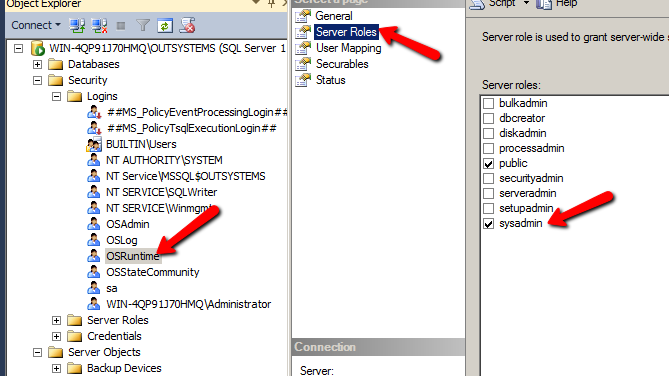 Object Explorer
Connect
WIN-4QP91J70HMQ\OUTSYSTEMS (SQL Server 1
Databases
Security
Logins
##MS_PolicyEventProcessingLogin##
##MS_PolicyTsqlExecutionLogin##
BUILTIN\Users
NT AUTHORITY\SYSTEM
NT Service\MSSQL$OUTSYSTEMS
NT SERVICE\SQLWriter
NT SERVICE\Winmgmt
OSAdmin
OSLog
OSRuntime
OSStateCommunity
sa
WIN-4QP91J70HMQ\Administrator
Server Roles
Credentials
Server Objects
Backup Devices
Select a page
General
Server Roles
User Mapping
Securables
Status
Connection
Server:
Script
Help
Server role is used to grant server-wide s
Server roles:
bulkadmin
dbcreator
diskadmin
processadmin
public
securityadmin
serveradmin
setupadmin
sysadmin